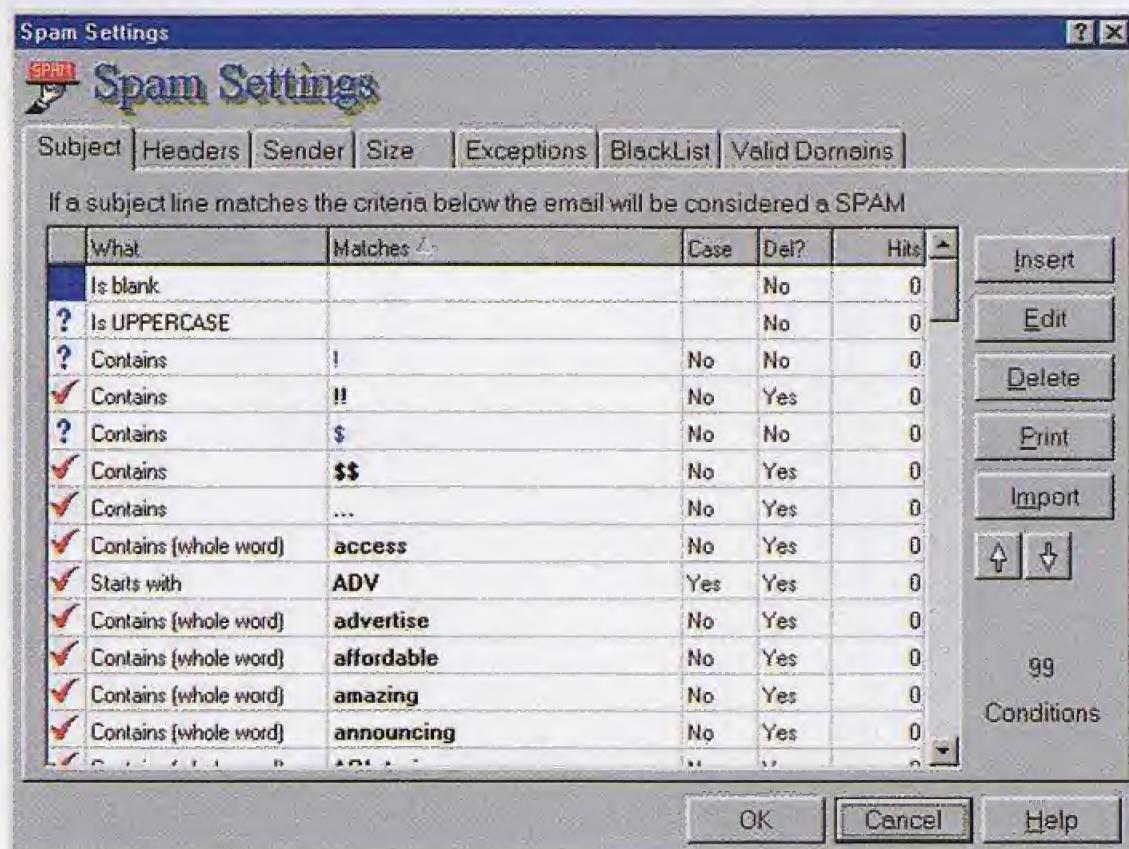 Spam Settings
SPAM
Spam Settings
Subject Headers Sender Size Exceptions BlackList Valid Domains
If a subject line matches the criteria below the email will be considered a SPAM
What Matches Case Del? Hits
Is blank No 0
? Is UPPERCASE No 0
? Contains ! No No 0
Contains !! No Yes 0
? Contains $ No No 0
Contains $$ No Yes 0
Contains ... No Yes 0
Contains (whole word) access No Yes 0
Starts with ADV Yes Yes 0
Contains (whole word) advertise No Yes 0
Contains (whole word) affordable No Yes 0
Contains (whole word) amazing No Yes 0
Contains (whole word) announcing No Yes 0
Insert
Edit
Delete
Print
Import
99
Conditions
OK Cancel Help